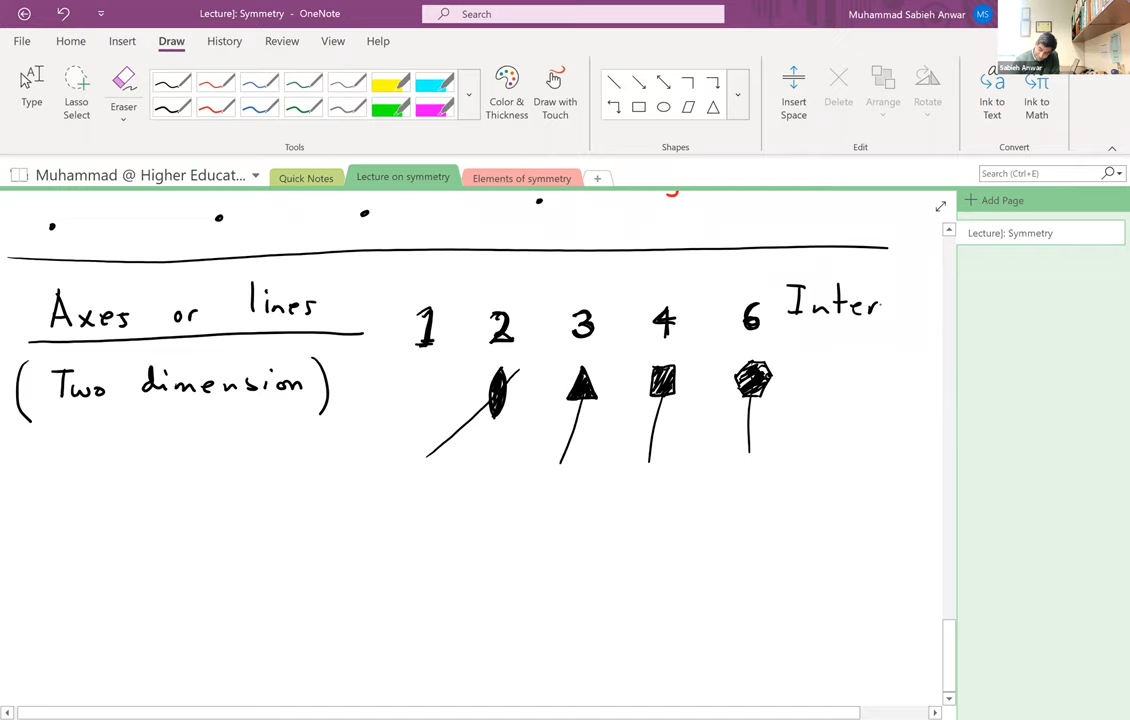 Lecture]: Symmetry - OneNote
Search
Muhammad Sabieh Anwar
MS
Sabieh Anwar
File Home Insert Draw History Review View Help
Type
Lasso Select
Eraser
Color & Thickness
Draw with Touch
Insert Space
Delete
Arrange
Rotate
Ink to Text
Ink to Math
Tools
Shapes
Edit
Convert
Muhammad @ Higher Educat...
Quick Notes
Lecture on symmetry
Elements of symmetry
Search (Ctrl+E)
Add Page
Lecture]: Symmetry
Axes or lines 1 2 3 4 6 Inter
(Two dimension)